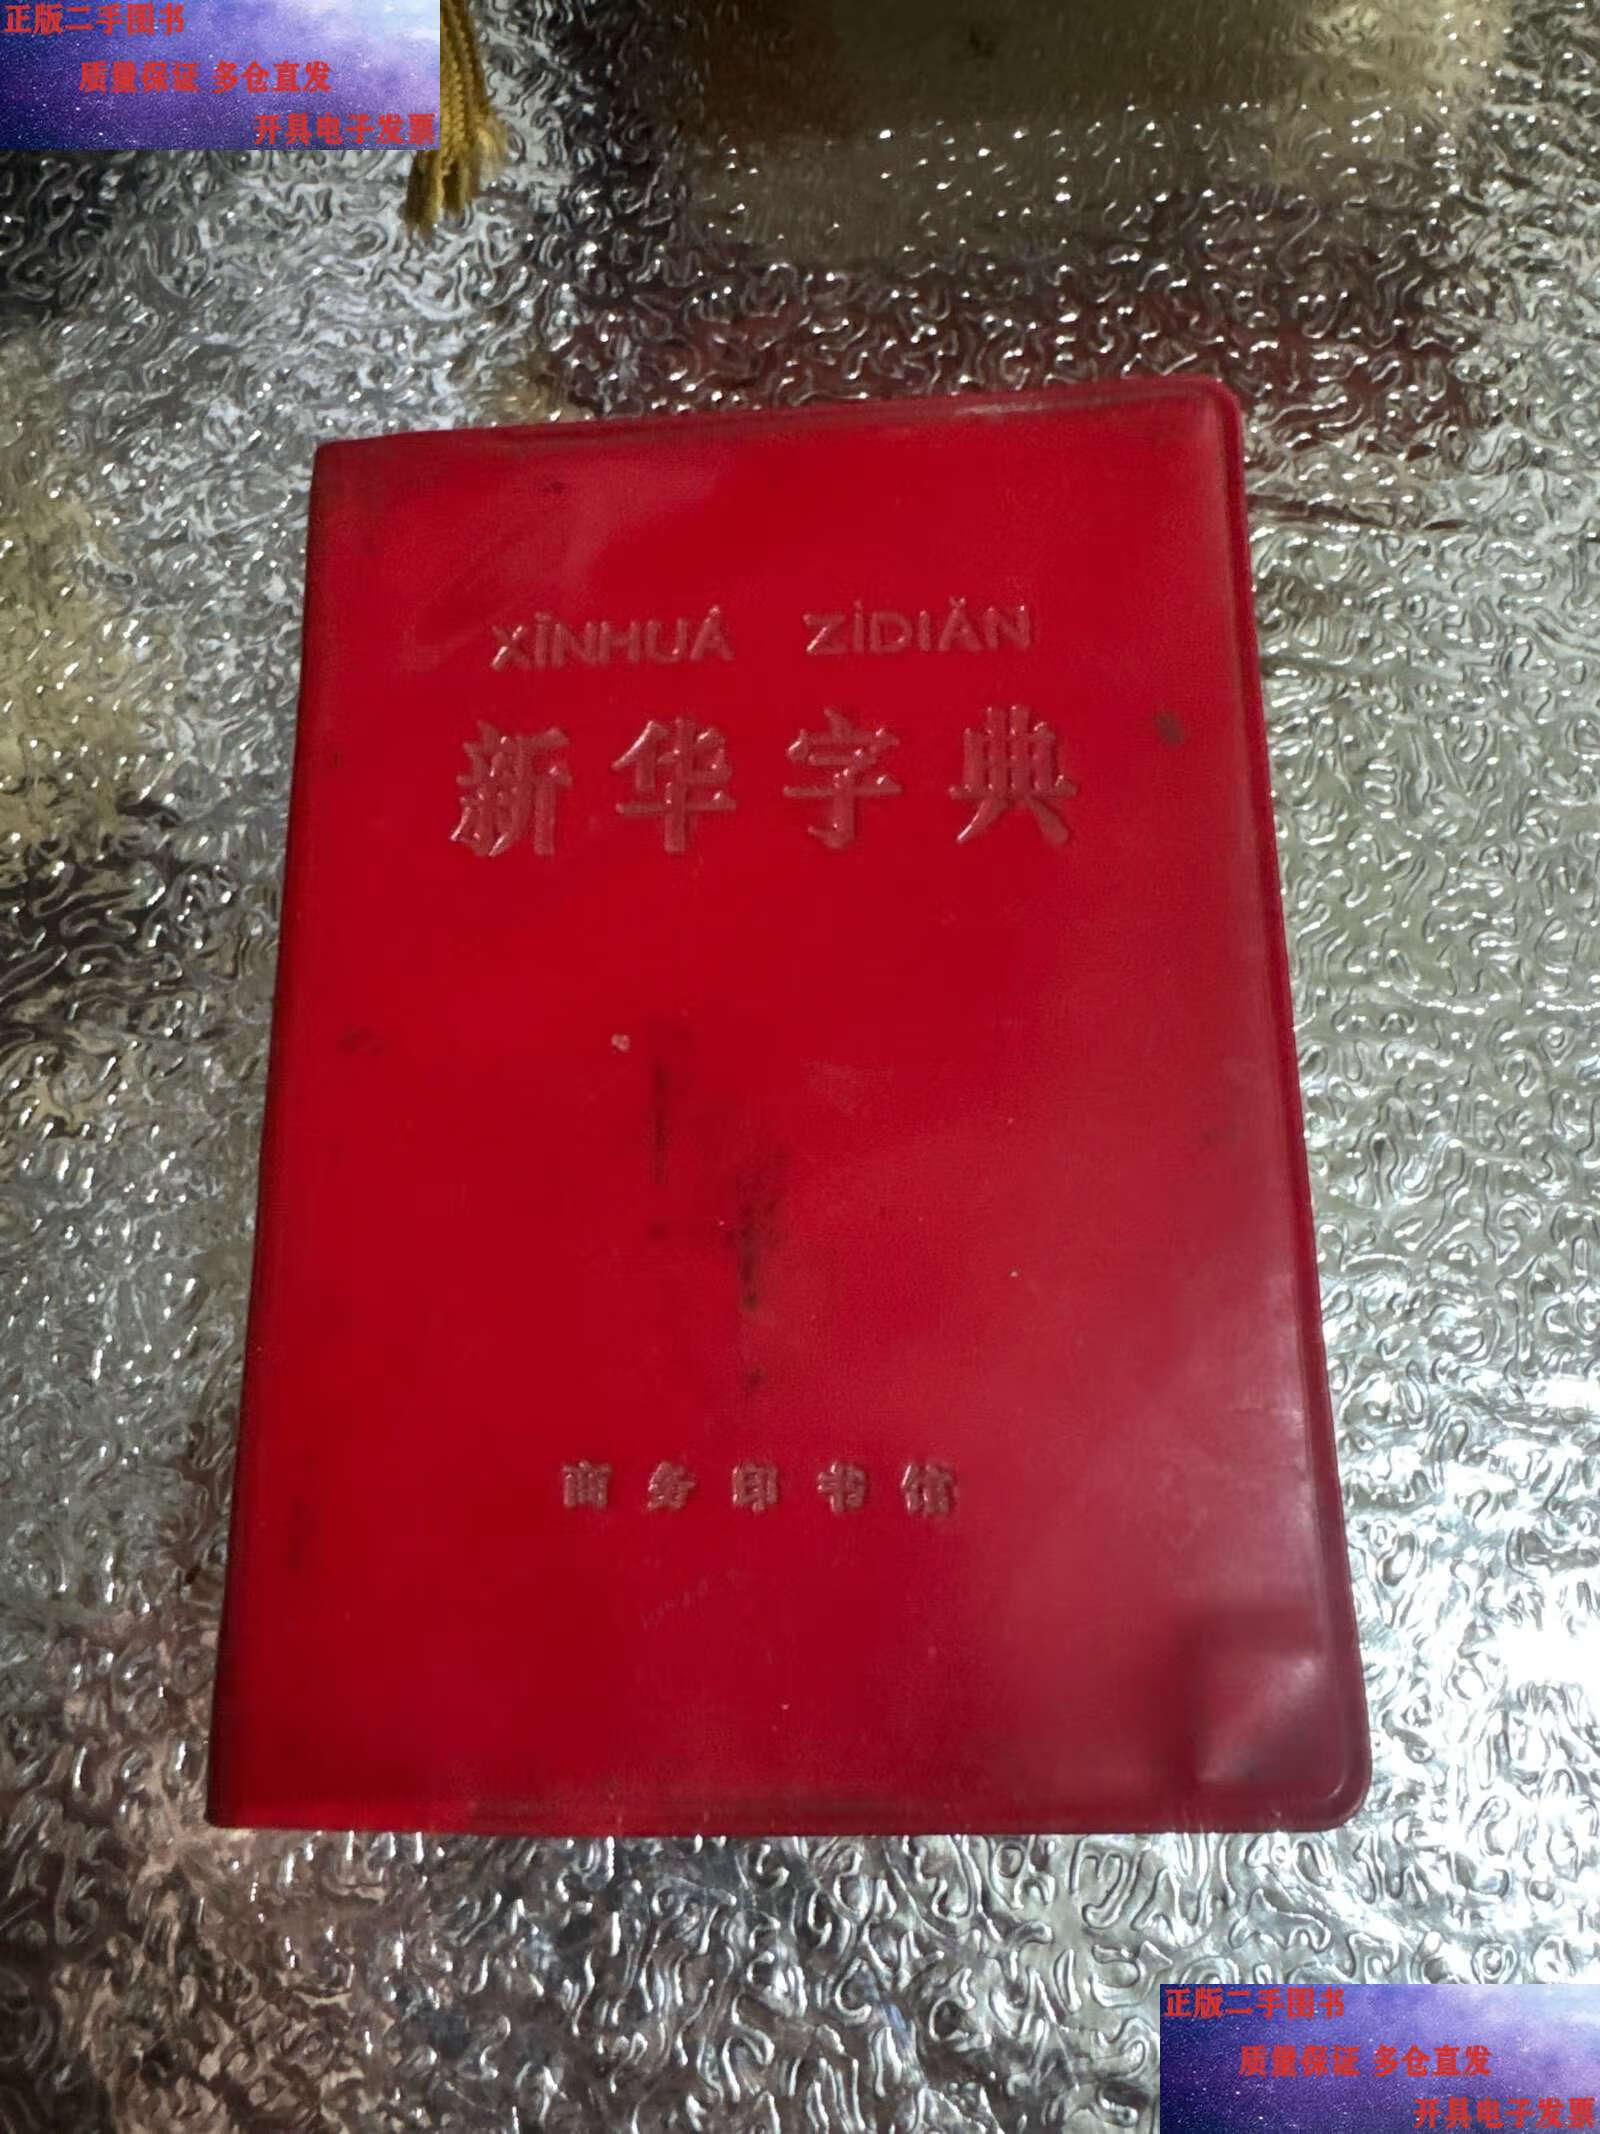 正版二手图书
质量保证 多仓直发
开具电子发票
XĪNHUÁ ZÌDIǍN
新华字典
商务印书馆
正版二手图书
质量保证 多仓直发
开具电子发票